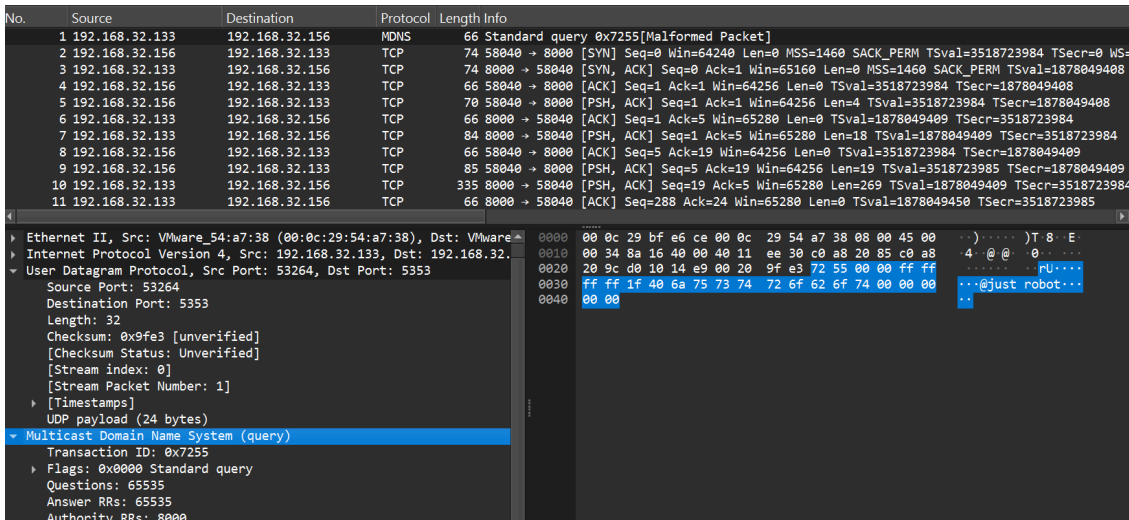 No. Source Destination Protocol Length Info
1 192.168.32.133 192.168.32.156 MDNS 66 Standard query 0x7255[Malformed Packet]
2 192.168.32.156 192.168.32.133 TCP 74 58040 → 8000 [SYN] Seq=0 Win=64240 Len=0 MSS=1460 SACK_PERM TSval=3518723984 TSecr=0 WS=
3 192.168.32.133 192.168.32.156 TCP 74 8000 → 58040 [SYN, ACK] Seq=0 Ack=1 Win=65160 Len=0 MSS=1460 SACK_PERM TSval=1878049408
4 192.168.32.156 192.168.32.133 TCP 66 58040 → 8000 [ACK] Seq=1 Ack=1 Win=64256 Len=0 TSval=3518723984 TSecr=1878049408
5 192.168.32.156 192.168.32.133 TCP 70 58040 → 8000 [PSH, ACK] Seq=1 Ack=1 Win=64256 Len=4 TSval=3518723984 TSecr=1878049408
6 192.168.32.133 192.168.32.156 TCP 66 8000 → 58040 [ACK] Seq=1 Ack=5 Win=65280 Len=0 TSval=1878049409 TSecr=3518723984
7 192.168.32.133 192.168.32.156 TCP 84 8000 → 58040 [PSH, ACK] Seq=1 Ack=5 Win=65280 Len=18 TSval=1878049409 TSecr=3518723984
8 192.168.32.156 192.168.32.133 TCP 66 58040 → 8000 [ACK] Seq=5 Ack=19 Win=64256 Len=0 TSval=3518723984 TSecr=1878049409
9 192.168.32.156 192.168.32.133 TCP 85 58040 → 8000 [PSH, ACK] Seq=5 Ack=19 Win=64256 Len=19 TSval=3518723985 TSecr=1878049409
10 192.168.32.133 192.168.32.156 TCP 335 8000 → 58040 [PSH, ACK] Seq=19 Ack=5 Win=65280 Len=269 TSval=1878049409 TSecr=3518723984
11 192.168.32.133 192.168.32.156 TCP 66 8000 → 58040 [ACK] Seq=288 Ack=24 Win=65280 Len=0 TSval=1878049450 TSecr=3518723985
Ethernet II, Src: VMware_54:a7:38 (00:0c:29:54:a7:38), Dst: VMware
Internet Protocol Version 4, Src: 192.168.32.133, Dst: 192.168.32.
User Datagram Protocol, Src Port: 53264, Dst Port: 5353
Source Port: 53264
Destination Port: 5353
Length: 32
Checksum: 0x9fe3 [unverified]
[Checksum Status: Unverified]
[Stream index: 0]
[Stream Packet Number: 1]
[Timestamps]
UDP payload (24 bytes)
Multicast Domain Name System (query)
Transaction ID: 0x7255
Flags: 0x0000 Standard query
Questions: 65535
Answer RRs: 65535
Authority RRs: 8000
0000 00 0c 29 bf e6 ce 00 0c 29 54 a7 38 08 00 45 00 ··)····· )T·8··E·
0010 00 34 8a 16 40 00 40 11 ee 30 c0 a8 20 85 c0 a8 ·4··@·@· ·0·· ···
0020 20 9c d0 10 14 e9 00 20 9f e3 72 55 00 00 ff ff ······· ··rU····
0030 ff ff 1f 40 6a 75 73 74 72 6f 62 6f 74 00 00 00 ···@just robot···
0040 00 00 ··